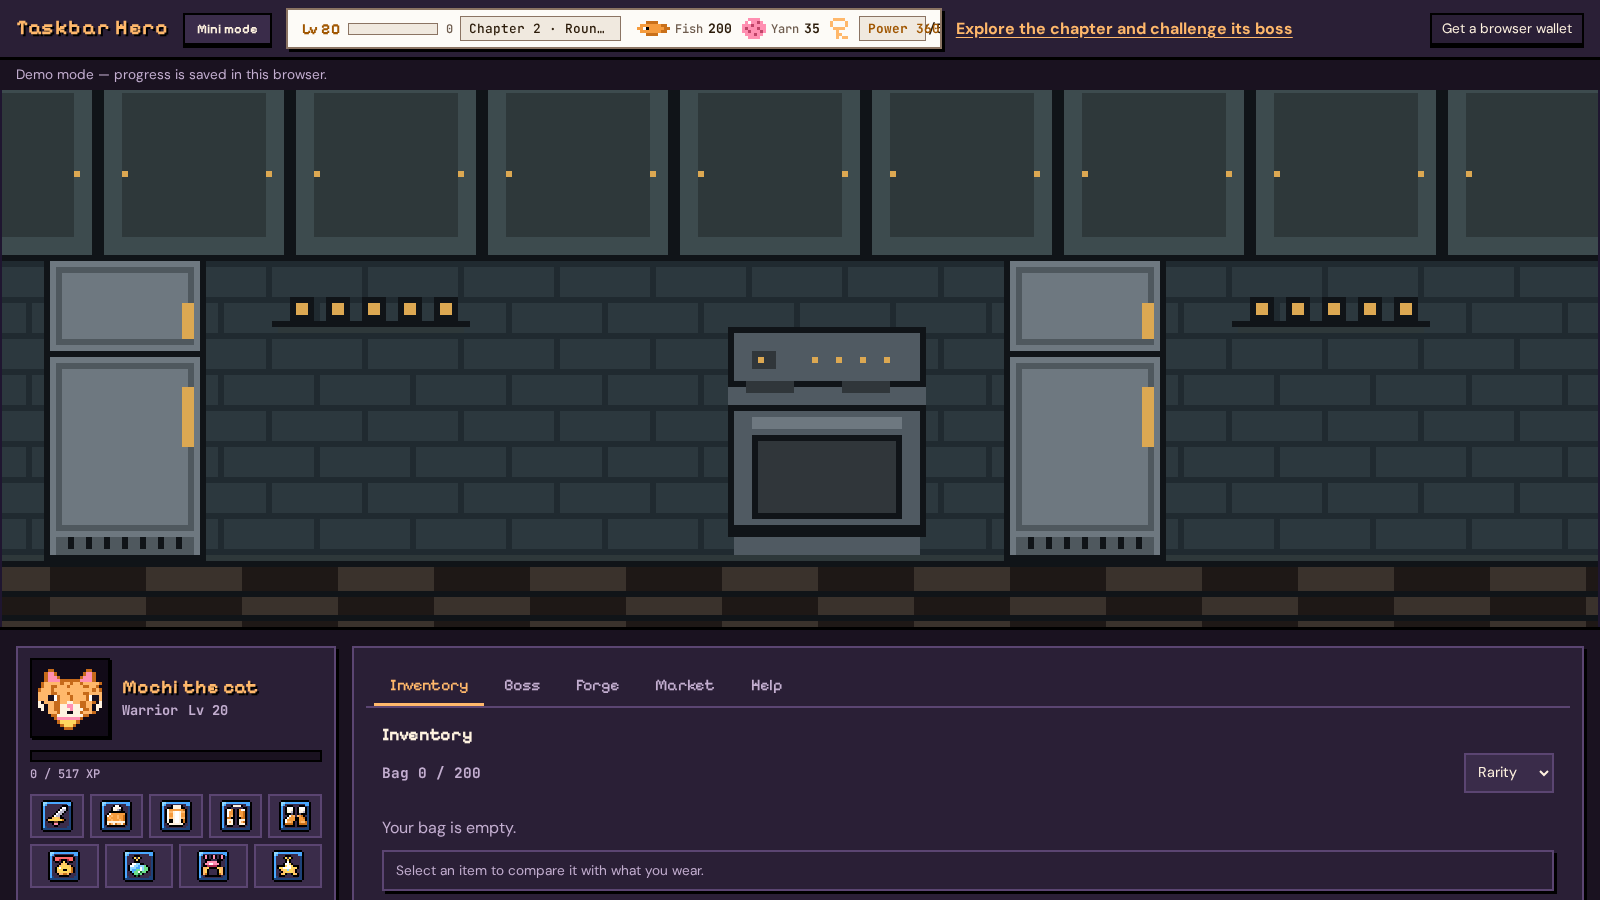 Taskbar Hero
Mini mode
Lv 20
0
Chapter 2 · Roun…
Fish 200
Yarn 35
Power
Explore the chapter and challenge its boss
Get a browser wallet
Demo mode — progress is saved in this browser.
Mochi the cat
Warrior Lv 20
0 / 517 XP
Inventory
Boss
Forge
Market
Help
Inventory
Bag 0 / 200
Rarity
Your bag is empty.
Select an item to compare it with what you wear.